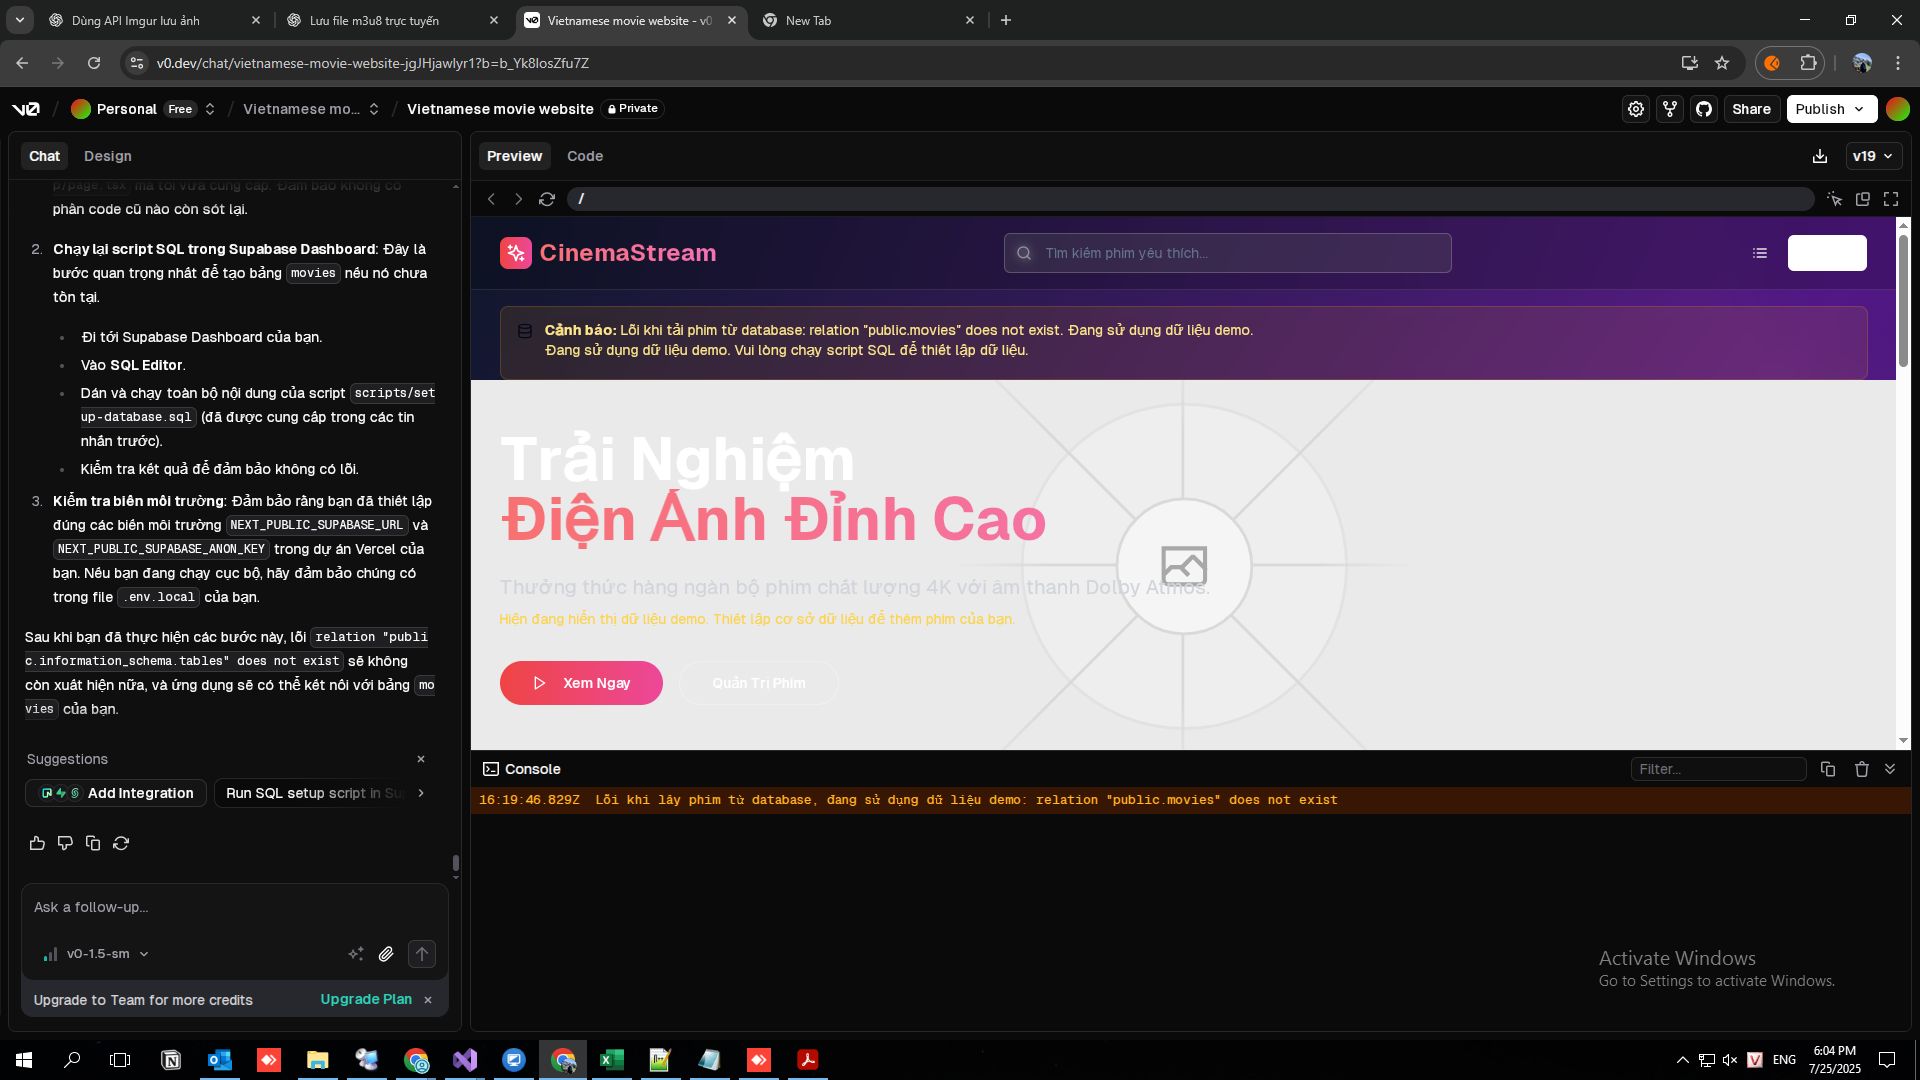 Dùng API Imgur lưu ảnh
Lưu file m3u8 trực tuyến
Vietnamese movie website - v0
New Tab
v0.dev/chat/vietnamese-movie-website-jgJHjawlyr1?b=b_Yk8IosZfu7Z
Personal Free
Vietnamese mo...
Vietnamese movie website
Private
Share
Publish
Chat
Design
Preview
Code
v19
p/page.tsx mà tôi vừa cung cấp. Đảm bảo không có
phần code cũ nào còn sót lại.
/
2. Chạy lại script SQL trong Supabase Dashboard: Đây là
bước quan trọng nhất để tạo bảng movies nếu nó chưa
tồn tại.
Đi tới Supabase Dashboard của bạn.
Vào SQL Editor.
Dán và chạy toàn bộ nội dung của script scripts/set
up-database.sql (đã được cung cấp trong các tin
nhắn trước).
Kiểm tra kết quả để đảm bảo không có lỗi.
3. Kiểm tra biến môi trường: Đảm bảo rằng bạn đã thiết lập
đúng các biến môi trường NEXT_PUBLIC_SUPABASE_URL và
NEXT_PUBLIC_SUPABASE_ANON_KEY trong dự án Vercel của
bạn. Nếu bạn đang chạy cục bộ, hãy đảm bảo chúng có
trong file .env.local của bạn.
Sau khi bạn đã thực hiện các bước này, lỗi relation "publi
c.information_schema.tables" does not exist sẽ không
còn xuất hiện nữa, và ứng dụng sẽ có thể kết nối với bảng mo
vies của bạn.
Suggestions
Add Integration
Run SQL setup script in Su
Ask a follow-up...
v0-1.5-sm
Upgrade to Team for more credits
Upgrade Plan
CinemaStream
Tìm kiếm phim yêu thích...
Cảnh báo: Lỗi khi tải phim từ database: relation "public.movies" does not exist. Đang sử dụng dữ liệu demo.
Đang sử dụng dữ liệu demo. Vui lòng chạy script SQL để thiết lập dữ liệu.
Trải Nghiệm
Điện Ảnh Đỉnh Cao
Thưởng thức hàng ngàn bộ phim chất lượng 4K với âm thanh Dolby Atmos.
Hiện đang hiển thị dữ liệu demo. Thiết lập cơ sở dữ liệu để thêm phim của bạn.
Xem Ngay
Quản Trị Phim
Console
Filter...
16:19:46.829Z Lỗi khi lấy phim từ database, đang sử dụng dữ liệu demo: relation "public.movies" does not exist
Activate Windows
Go to Settings to activate Windows.
ENG
6:04 PM
7/25/2025